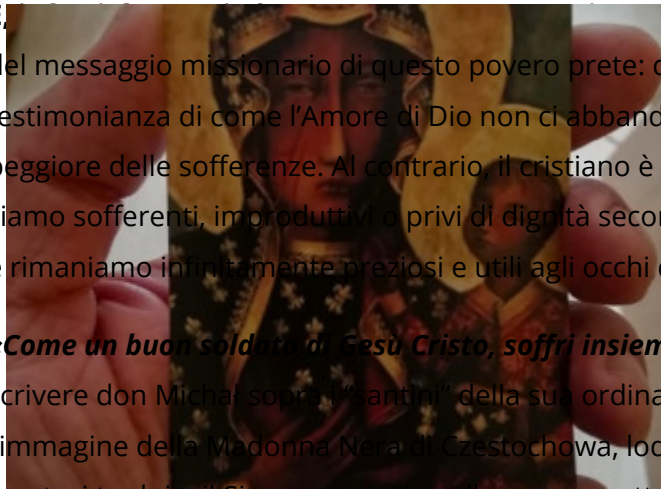 del messaggio missionario di questo povero prete:
estimonianza di come l’Amore di Dio non ci abband
peggiore delle sofferenze. Al contrario, il cristiano è
iamo sofferenti, improduttivi o privi di dignità secon
rimaniamo infinitamente preziosi e utili agli occhi
«Come un buon soldato di Gesù Cristo, soffri insiem
crivere don Michał sopra i “santini” della sua ordina
immagine della Madonna Nera di Czestochowa, loc